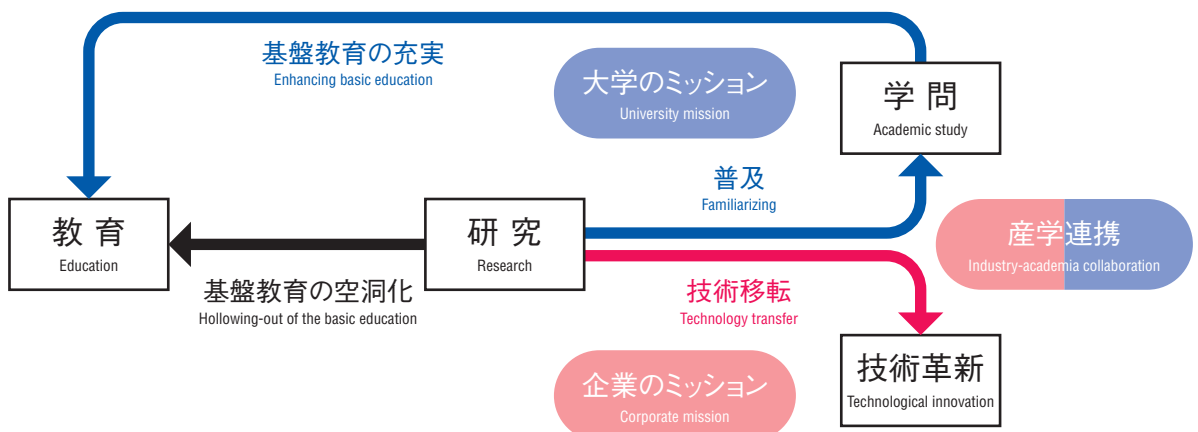 基盤教育の充実
Enhancing basic education
大学のミッション
University mission
学 問
Academic study
普及
Familiarizing
教 育
Education
研 究
Research
産学連携
Industry-academia collaboration
基盤教育の空洞化
Hollowing-out of the basic education
技術移転
Technology transfer
企業のミッション
Corporate mission
技術革新
Technological innovation